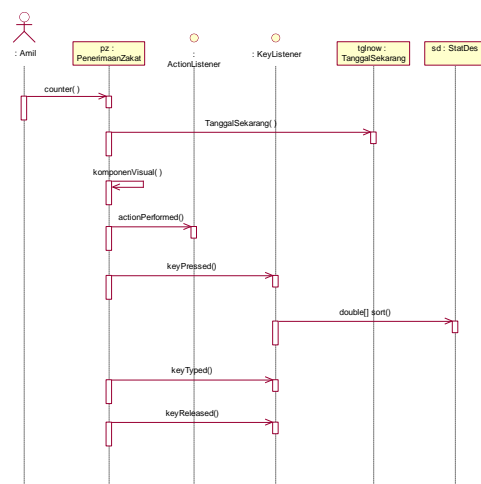 : Amil
pz :
PenerimaanZakat
:
ActionListener
: KeyListener
tglnow :
TanggalSekarang
sd : StatDes
counter( )
TanggalSekarang( )
komponenVisual( )
actionPerformed()
keyPressed()
double[] sort()
keyTyped()
keyReleased()